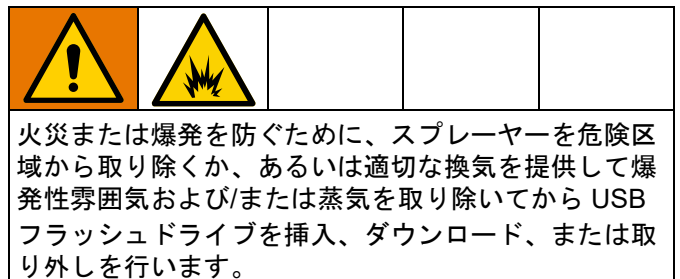 火災または爆発を防ぐために、スプレーヤーを危険区
域から取り除くか、あるいは適切な換気を提供して爆
発性雰囲気および/または蒸気を取り除いてから USB
フラッシュドライブを挿入、ダウンロード、または取
り外しを行います。